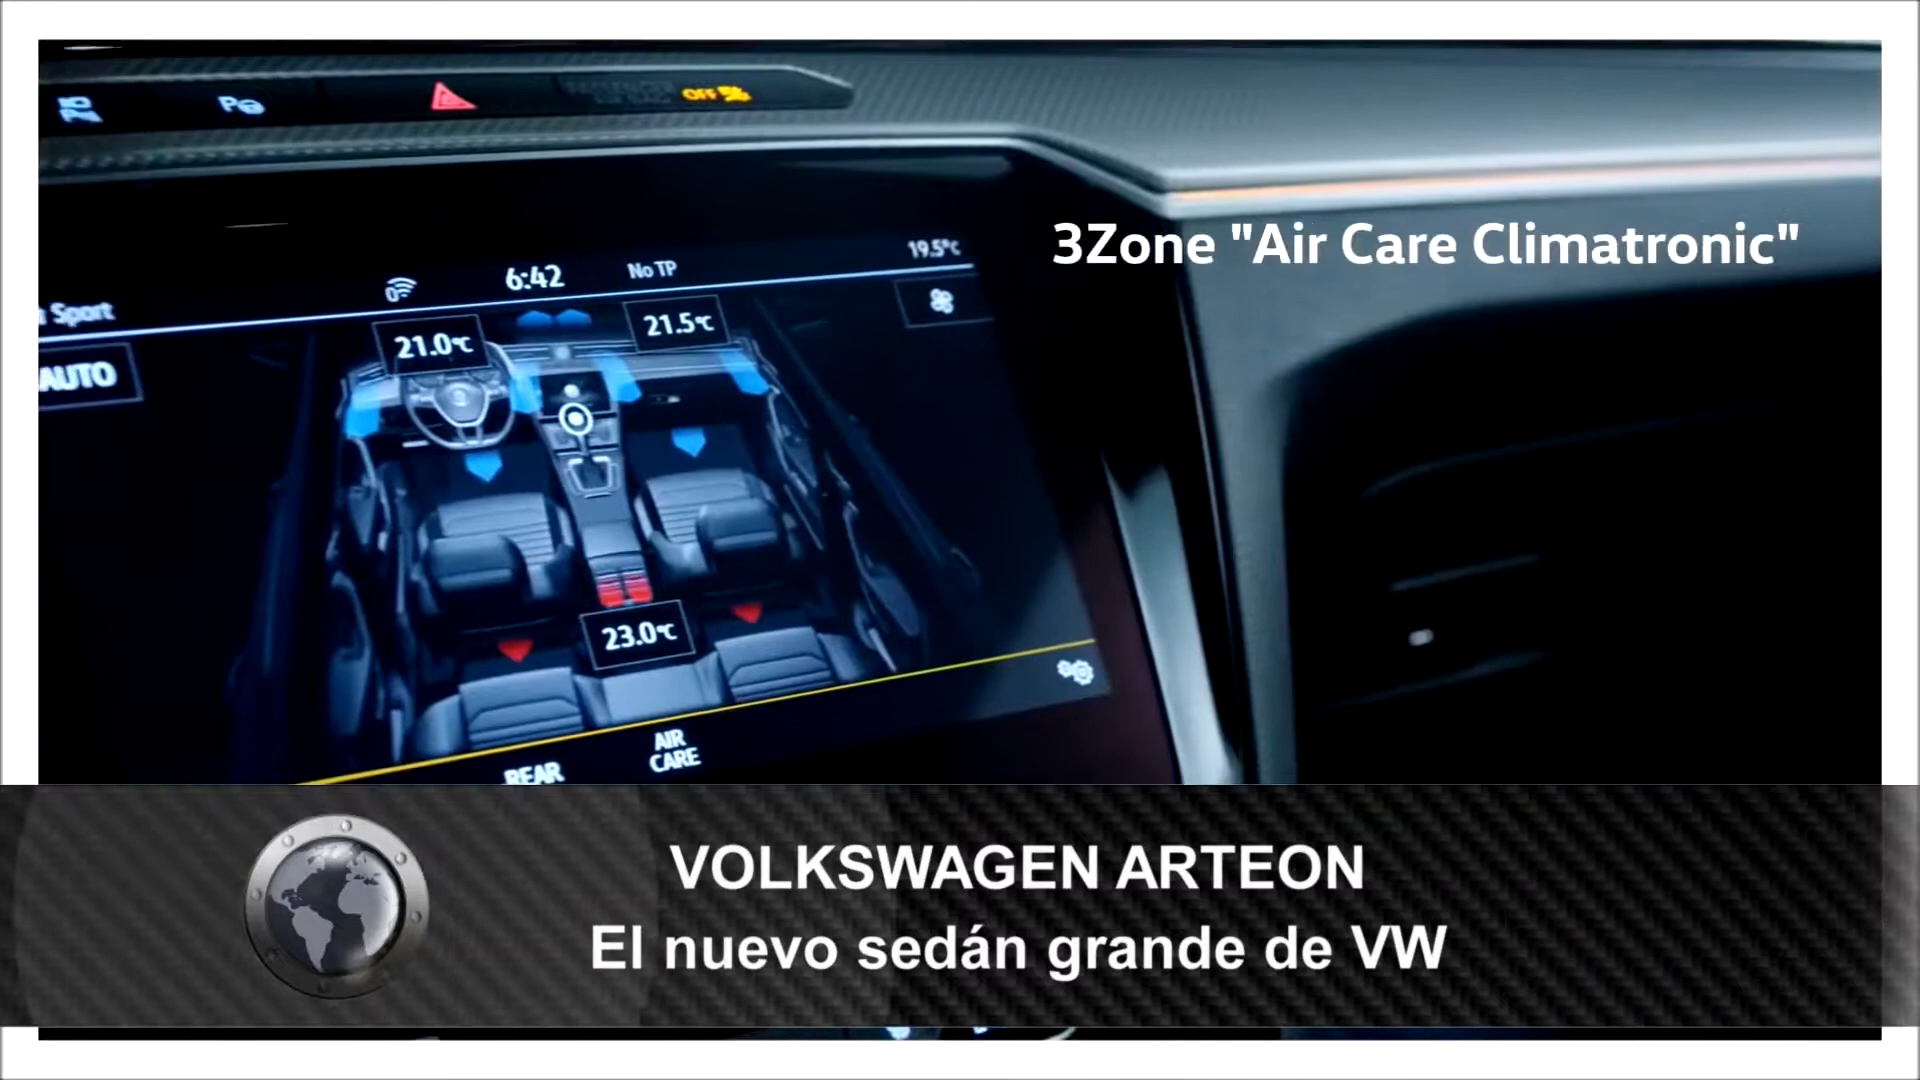 P
OFF
3Zone "Air Care Climatronic"
6:42
No TP
19.5°C
Sport
0
21.0°C
21.5°C
AUTO
23.0°C
AIR
CARE
REAR
VOLKSWAGEN ARTEON
El nuevo sedán grande de VW